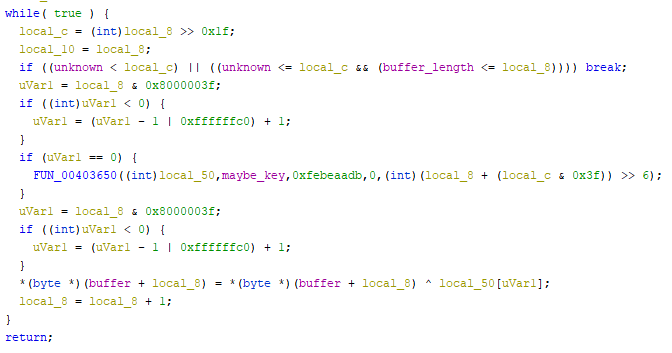 while( true ) {
local_c = (int)local_8 >> 0x1f;
local_10 = local_8;
if ((unknown < local_c) || ((unknown <= local_c && (buffer_length <= local_8)))) break;
uVar1 = local_8 & 0x8000003f;
if ((int)uVar1 < 0) {
uVar1 = (uVar1 - 1 | 0xffffffc0) + 1;
}
if (uVar1 == 0) {
FUN_00403650((int)local_50,maybe_key,0xfebeaadb,0,(int)(local_8 + (local_c & 0x3f)) >> 6);
}
uVar1 = local_8 & 0x8000003f;
if ((int)uVar1 < 0) {
uVar1 = (uVar1 - 1 | 0xffffffc0) + 1;
}
*(byte *)(buffer + local_8) = *(byte *)(buffer + local_8) ^ local_50[uVar1];
local_8 = local_8 + 1;
}
return;